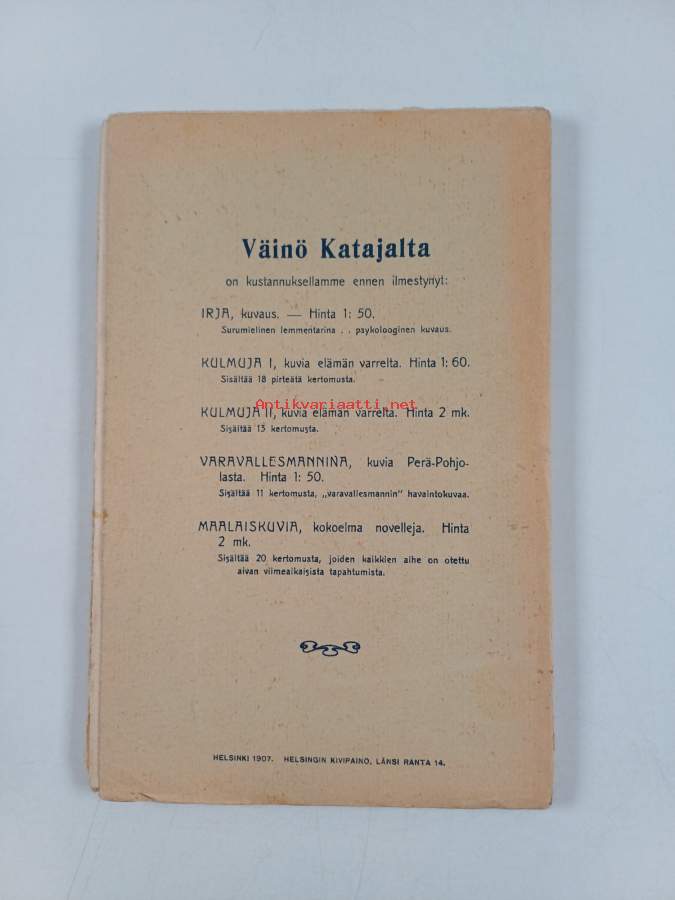 Väinö Katajalta
on kustannuksellamme ennen ilmestynyt:
IRJA, kuvaus. — Hinta 1: 50.
Surumielinen lemmentarina . . psykolooginen kuvaus.
KULMUJA I, kuvia elämän varrelta. Hinta 1: 60.
Sisältää 18 pirteätä kertomusta.
Antikvariaatti.net
KULMUJA II, kuvia elämän varrelta. Hinta 2 mk.
Sisältää 13 kertomusta.
VARAVALLESMANNINA, kuvia Perä-Pohjo-
lasta. Hinta 1: 50.
Sisältää 11 kertomusta, „varavallesmannin” havaintokuvaa.
MAALAISKUVIA, kokoelma novelleja. Hinta
2 mk.
Sisältää 20 kertomusta, joiden kaikkien aihe on otettu
aivan viimeaikaisista tapahtumista.
HELSINKI 1907. HELSINGIN KIVIPAINO, LÄNSI RANTA 14.